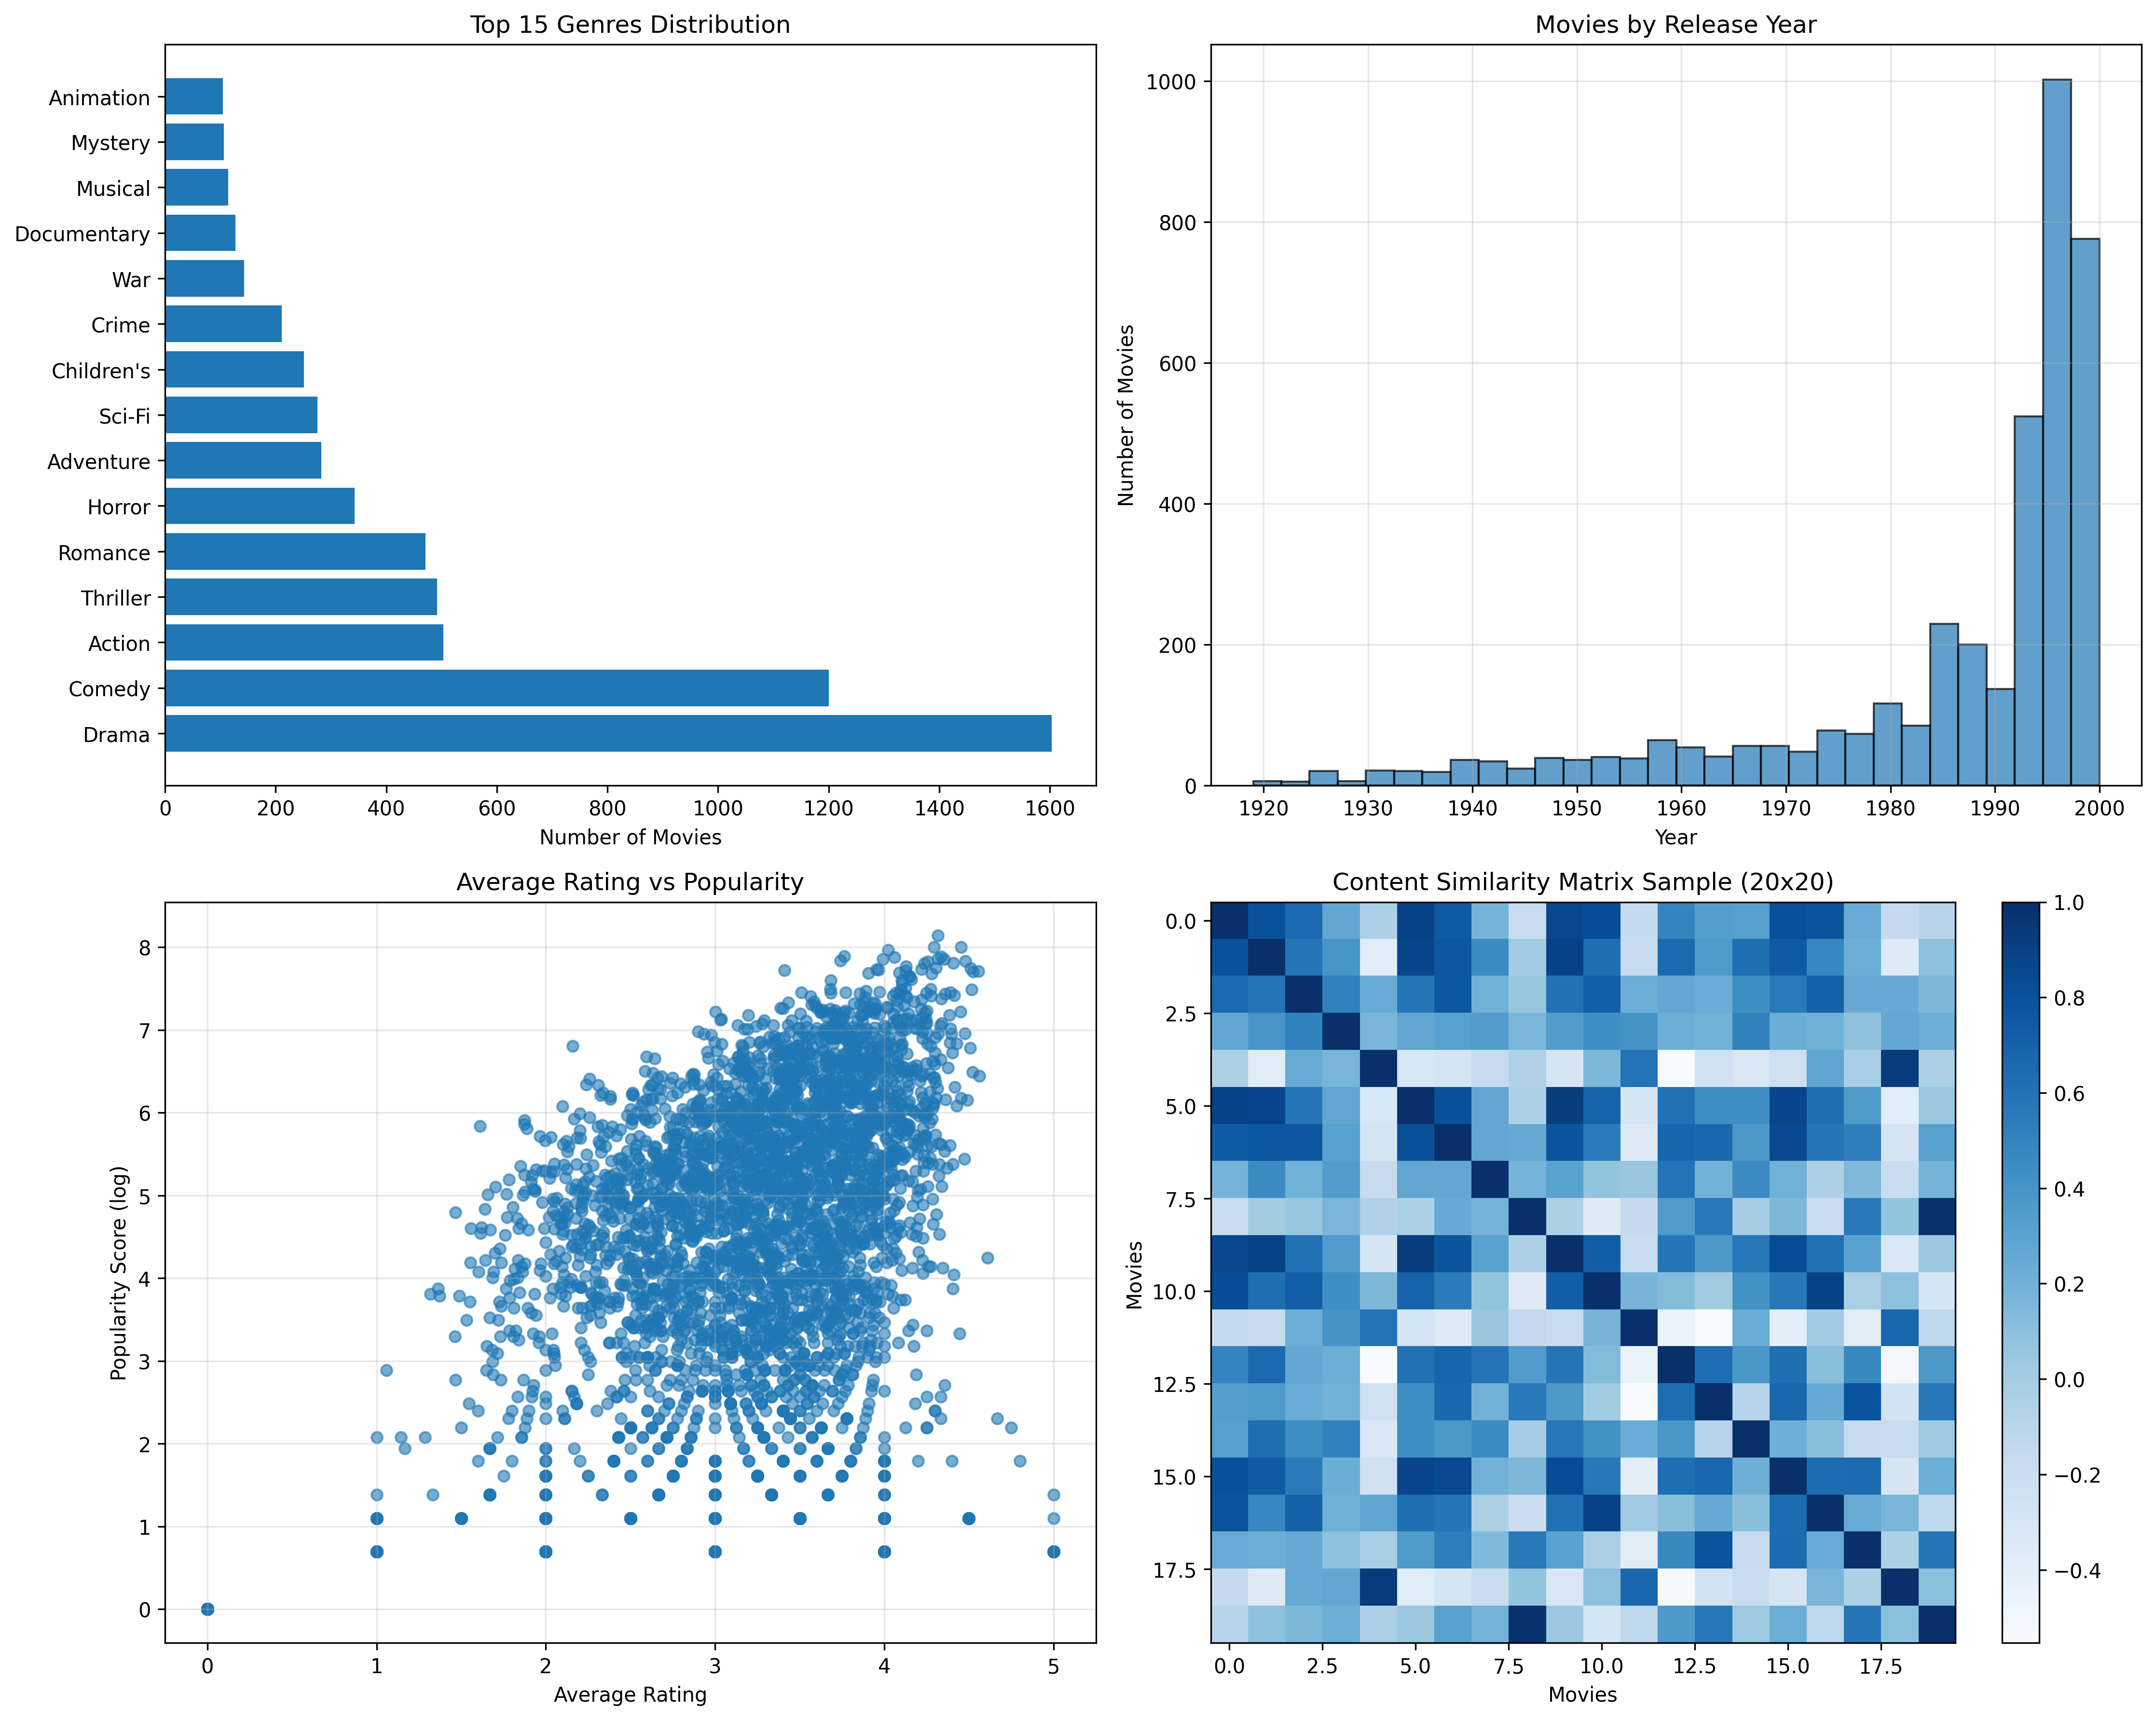 Top 15 Genres Distribution
Animation
Mystery
Musical
Documentary
War
Crime
Children's
Sci-Fi
Adventure
Horror
Romance
Thriller
Action
Comedy
Drama
0 200 400 600 800 1000 1200 1400 1600
Number of Movies
Movies by Release Year
Number of Movies
1000
800
600
400
200
0
1920 1930 1940 1950 1960 1970 1980 1990 2000
Year
Average Rating vs Popularity
Popularity Score (log)
8
7
6
5
4
3
2
1
0
0 1 2 3 4 5
Average Rating
Content Similarity Matrix Sample (20x20)
Movies
0.0
2.5
5.0
7.5
10.0
12.5
15.0
17.5
0.0 2.5 5.0 7.5 10.0 12.5 15.0 17.5
Movies
1.0
0.8
0.6
0.4
0.2
0.0
−0.2
−0.4